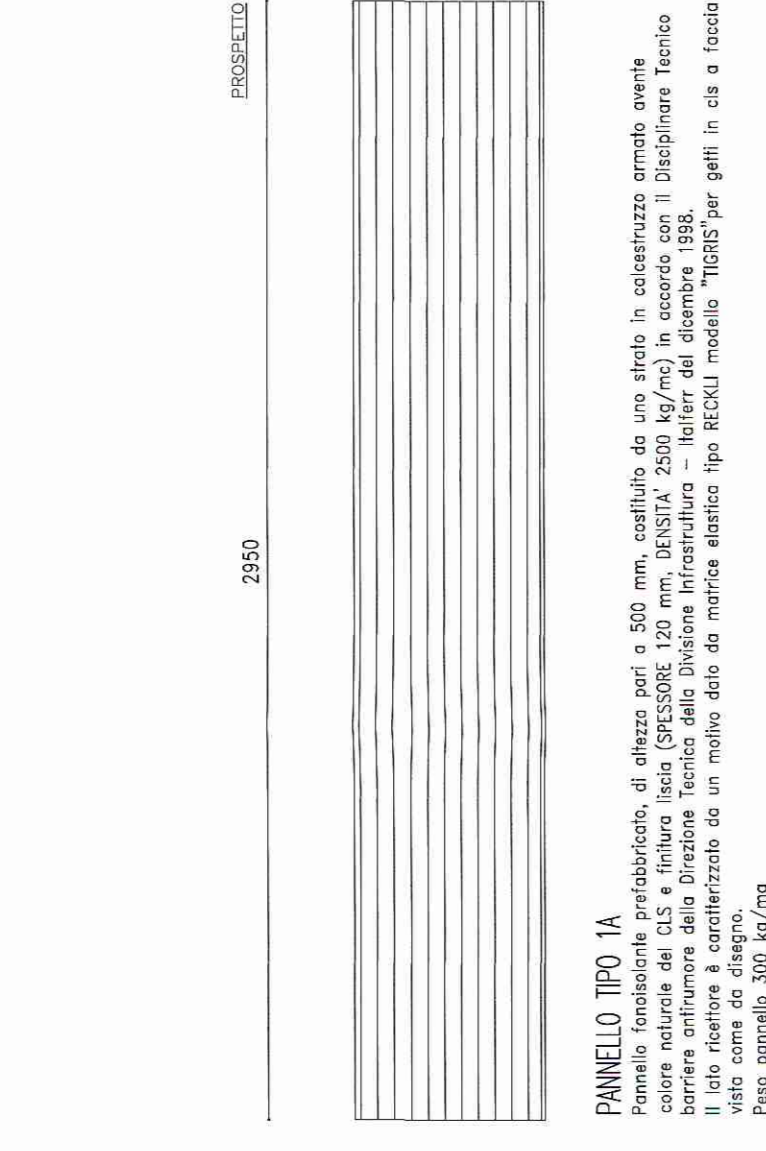 PROSPETTO
2950
PANNELLO TIPO 1A
Pannello fonoisolante prefabbricato, di altezza pari a 500 mm, costituito da uno strato in calcestruzzo armato avente
colore naturale del CLS e finitura liscia (SPESSORE 120 mm, DENSITA' 2500 kg/mc) in accordo con il Disciplinare Tecnico
barriere antirumore della Direzione Tecnica della Divisione Infrastruttura – Italferr del dicembre 1998.
Il lato ricettore è caratterizzato da un motivo dato da matrice elastica tipo RECKLI modello "TIGRIS"per getti in cls a faccia
vista come da disegno.
Peso pannello 300 kg/mq